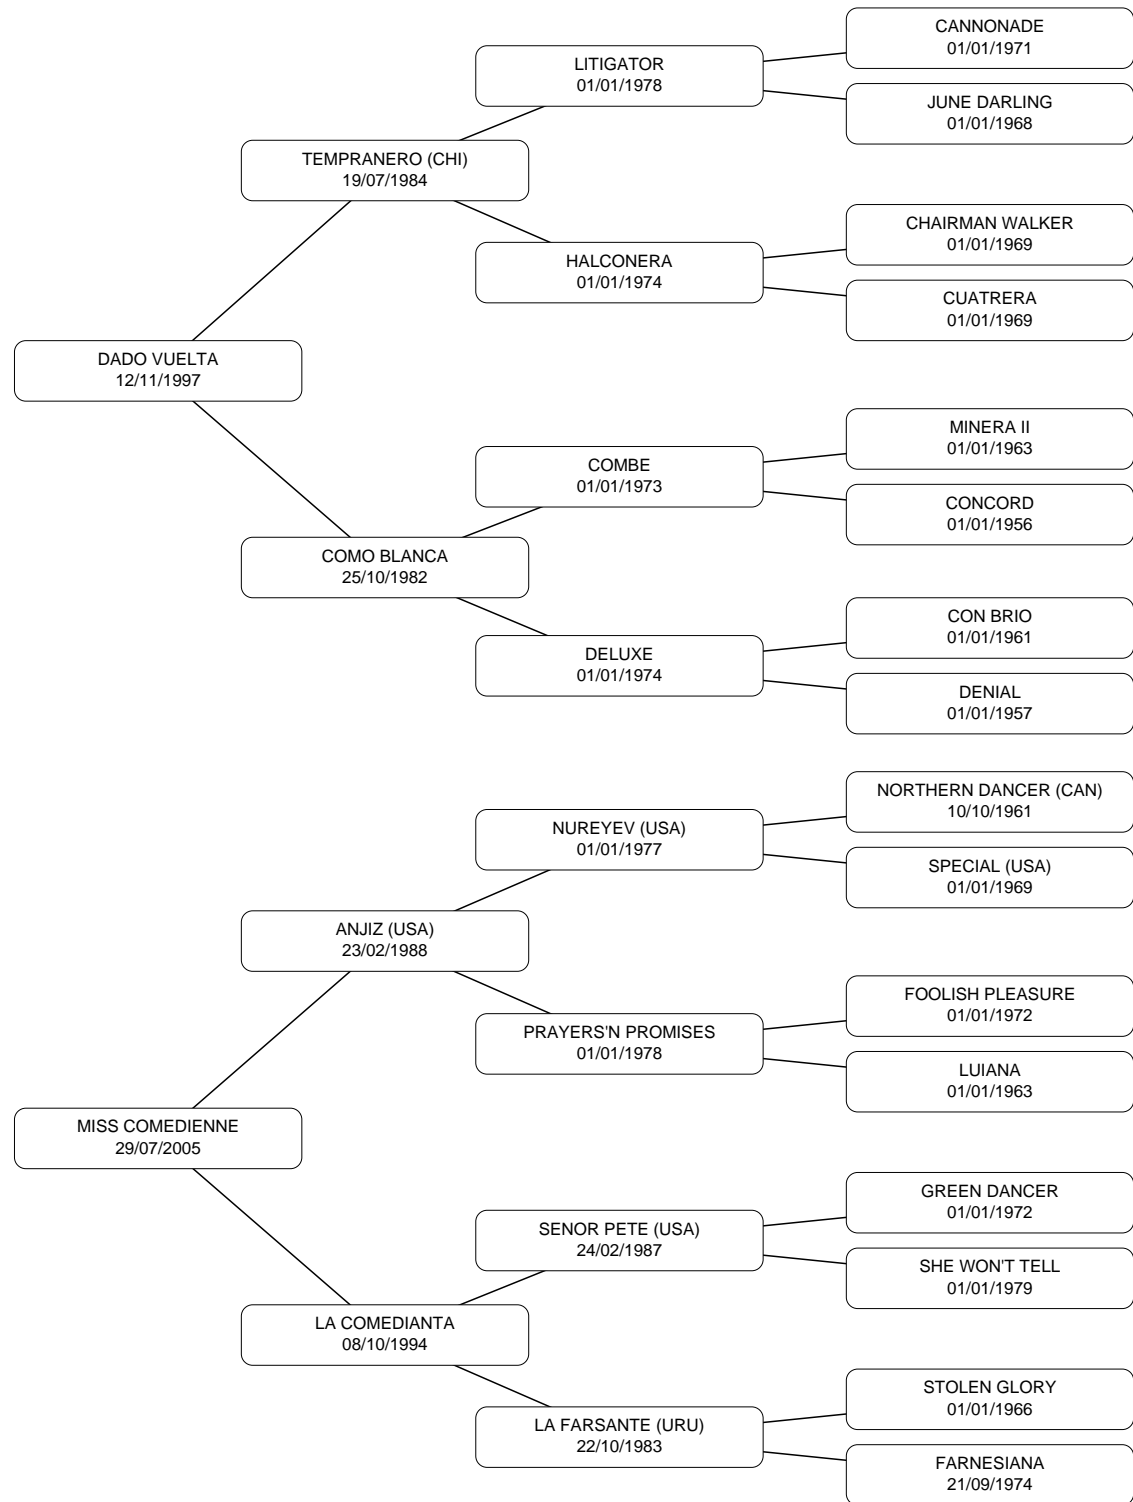 CANNONADE
01/01/1971
LITIGATOR
01/01/1978
JUNE DARLING
01/01/1968
TEMPRANERO (CHI)
19/07/1984
CHAIRMAN WALKER
01/01/1969
HALCONERA
01/01/1974
CUATRERA
01/01/1969
DADO VUELTA
12/11/1997
MINERA II
01/01/1963
COMBE
01/01/1973
CONCORD
01/01/1956
COMO BLANCA
25/10/1982
CON BRIO
01/01/1961
DELUXE
01/01/1974
DENIAL
01/01/1957
NORTHERN DANCER (CAN)
10/10/1961
NUREYEV (USA)
01/01/1977
SPECIAL (USA)
01/01/1969
ANJIZ (USA)
23/02/1988
FOOLISH PLEASURE
01/01/1972
PRAYERS'N PROMISES
01/01/1978
LUIANA
01/01/1963
MISS COMEDIENNE
29/07/2005
GREEN DANCER
01/01/1972
SENOR PETE (USA)
24/02/1987
SHE WON'T TELL
01/01/1979
LA COMEDIANTA
08/10/1994
STOLEN GLORY
01/01/1966
LA FARSANTE (URU)
22/10/1983
FARNESIANA
21/09/1974